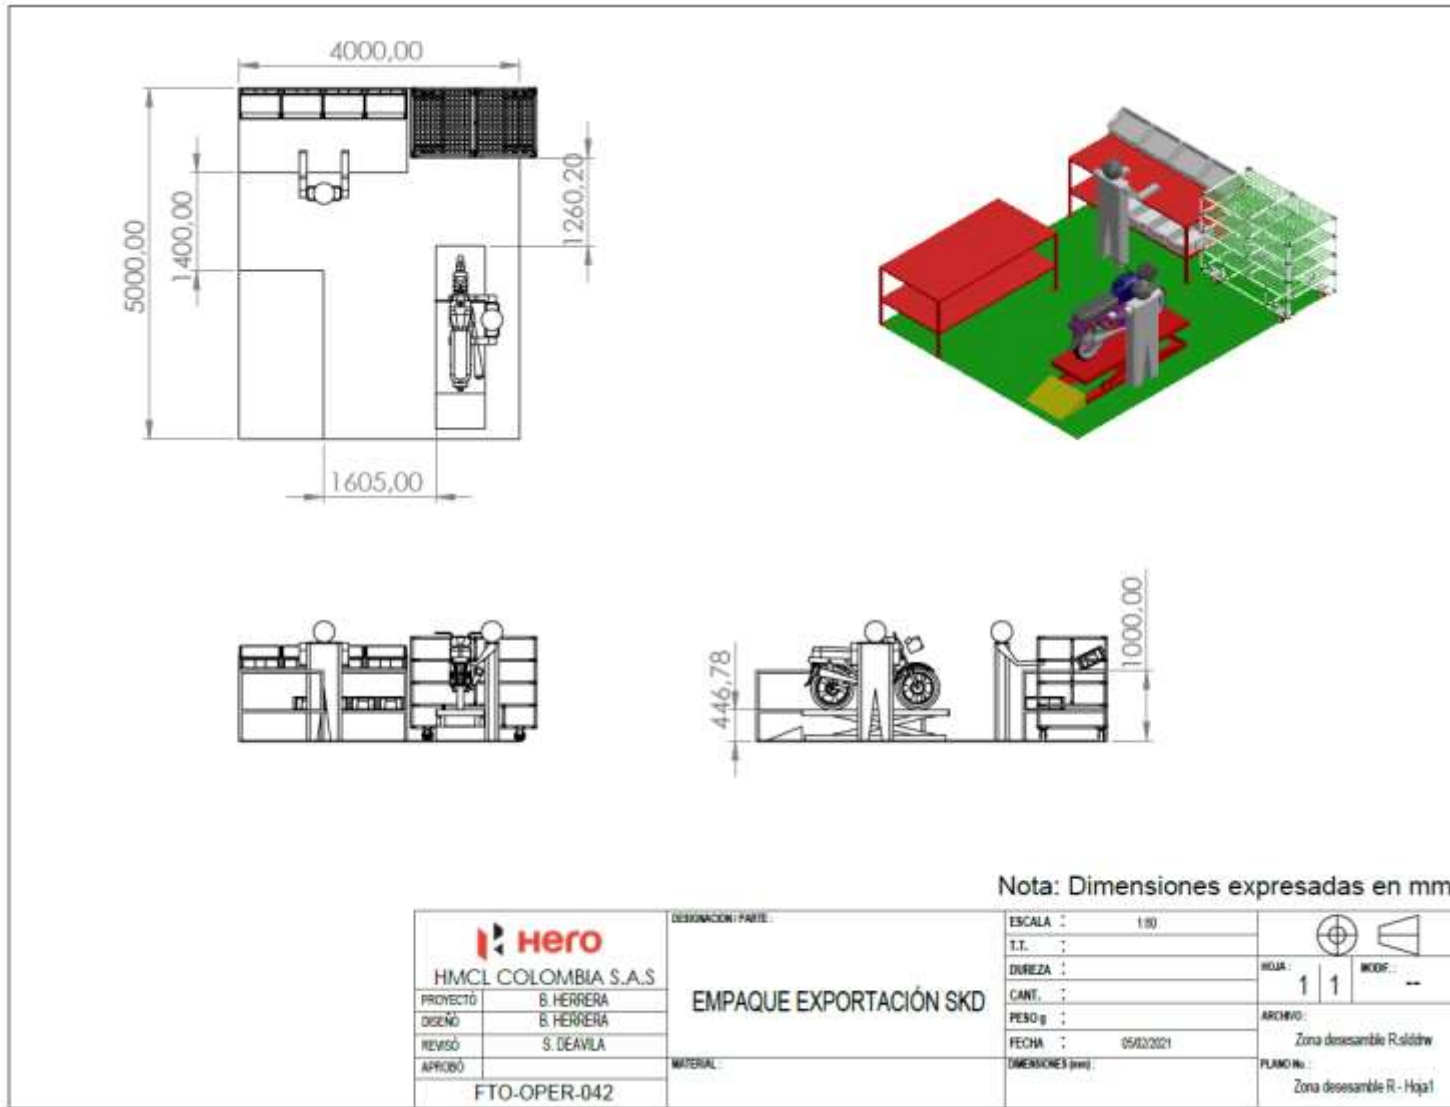 4000,00
5000,00
1400,00
1260,20
1605,00
446,78
1000,00
Nota: Dimensiones expresadas en mm
Hero
HMCL COLOMBIA S.A.S
PROYECTÓ B. HERRERA
DISEÑO B. HERRERA
REVISÓ S. DEAVILA
APROBÓ
FTO-OPER-042
DESIGNACION / PARTE :
EMPAQUE EXPORTACIÓN SKD
MATERIAL :
ESCALA :
T.T. :
DUREZA :
CANT. :
PESO g :
FECHA : 05/02/2021
DIMENSIONES (mm) :
HOJA : 1 1
MODIF. : --
ARCHIVO :
Zona desesamble R.slddrw
PLANO No. :
Zona desesamble R - Hoja1